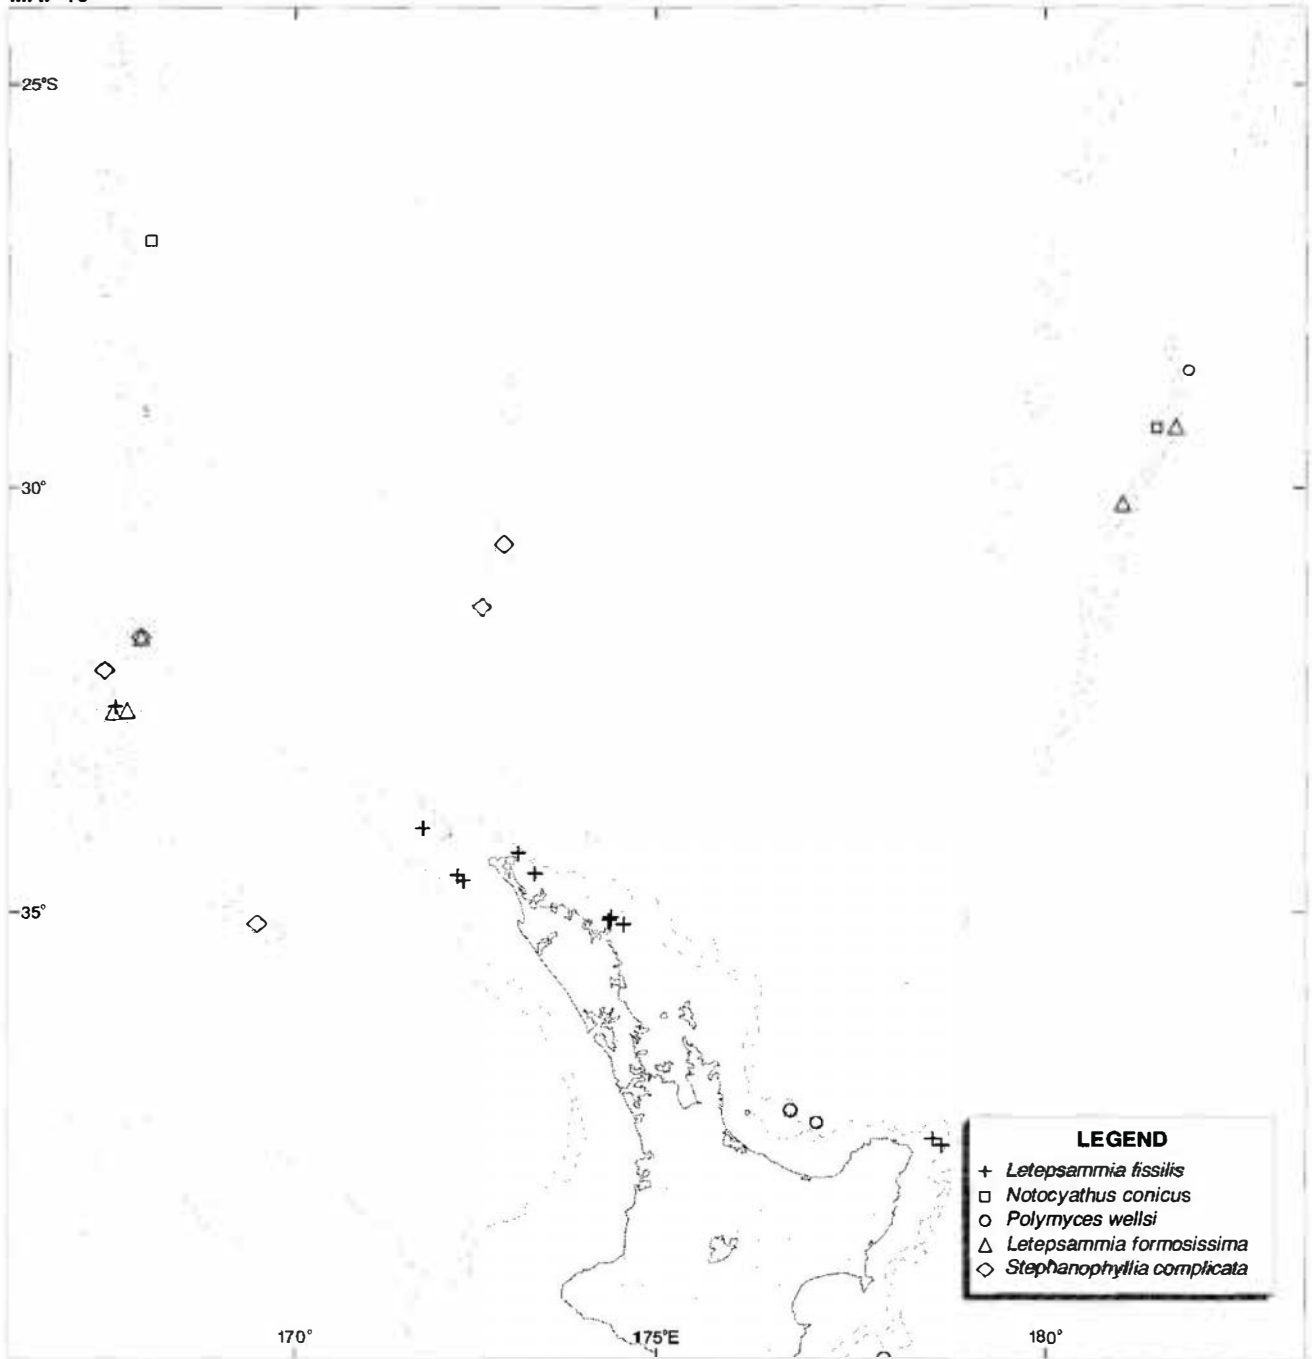 25°S
30°
35°
170°
175°E
180°
LEGEND
Letepsammia fissilis
Notocyathus conicus
Polymyces wellsi
Letepsammia formosissima
Stephanophyllia complicata